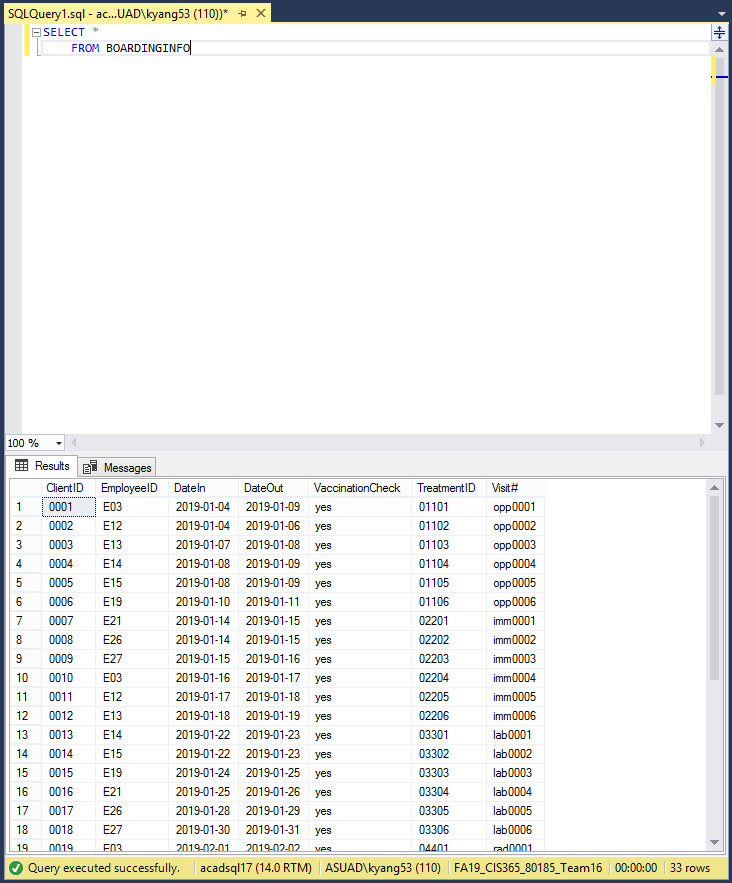 SQLQuery1.sql - ac...UAD\kyang53 (110))*
SELECT *
FROM BOARDINGINFO
100 %
Results Messages
ClientID EmployeeID DateIn DateOut VaccinationCheck TreatmentID Visit#
1 0001 E03 2019-01-04 2019-01-09 yes 01101 opp0001
2 0002 E12 2019-01-04 2019-01-06 yes 01102 opp0002
3 0003 E13 2019-01-07 2019-01-08 yes 01103 opp0003
4 0004 E14 2019-01-08 2019-01-09 yes 01104 opp0004
5 0005 E15 2019-01-08 2019-01-09 yes 01105 opp0005
6 0006 E19 2019-01-10 2019-01-11 yes 01106 opp0006
7 0007 E21 2019-01-14 2019-01-15 yes 02201 imm0001
8 0008 E26 2019-01-14 2019-01-15 yes 02202 imm0002
9 0009 E27 2019-01-15 2019-01-16 yes 02203 imm0003
10 0010 E03 2019-01-16 2019-01-17 yes 02204 imm0004
11 0011 E12 2019-01-17 2019-01-18 yes 02205 imm0005
12 0012 E13 2019-01-18 2019-01-19 yes 02206 imm0006
13 0013 E14 2019-01-22 2019-01-23 yes 03301 lab0001
14 0014 E15 2019-01-22 2019-01-23 yes 03302 lab0002
15 0015 E19 2019-01-24 2019-01-25 yes 03303 lab0003
16 0016 E21 2019-01-25 2019-01-26 yes 03304 lab0004
17 0017 E26 2019-01-28 2019-01-29 yes 03305 lab0005
18 0018 E27 2019-01-30 2019-01-31 yes 03306 lab0006
19 0019 E03 2019-02-01 2019-02-02 yes 04401 rad0001
Query executed successfully. acadsql17 (14.0 RTM) ASUAD\kyang53 (110) FA19_CIS365_80185_Team16 00:00:00 33 rows